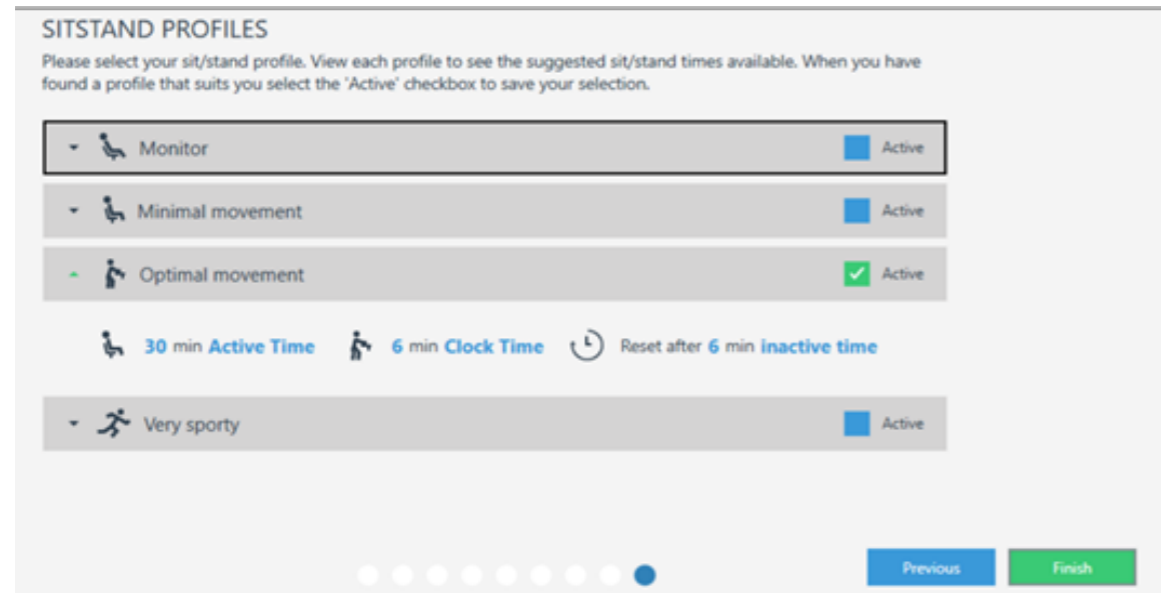 SITSTAND PROFILES
Please select your sit/stand profile. View each profile to see the suggested sit/stand times available. When you have
found a profile that suits you select the 'Active' checkbox to save your selection.
Monitor Active
Minimal movement Active
Optimal movement Active
30 min Active Time 6 min Clock Time Reset after 6 min inactive time
Very sporty Active
Previous Finish